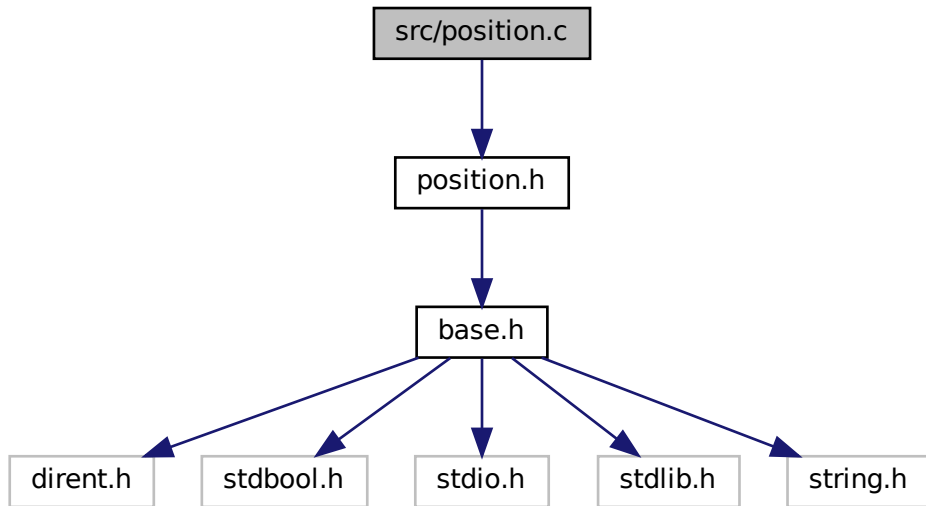 src/position.c
position.h
base.h
dirent.h
stdbool.h
stdio.h
stdlib.h
string.h